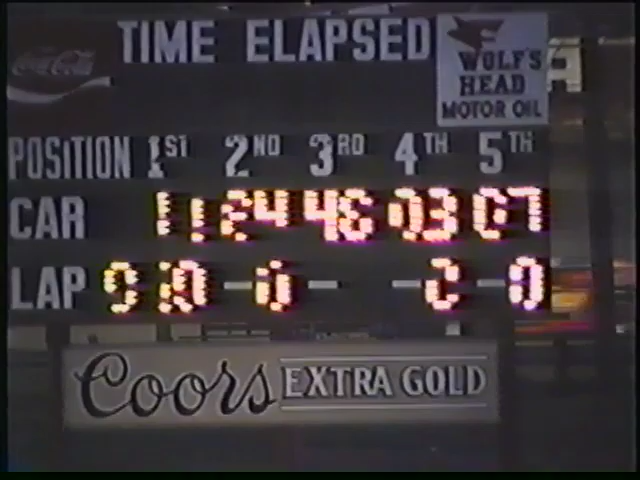 Coca-Cola
TIME ELAPSED
WOLF'S
HEAD
MOTOR OIL
POSITION 1ST 2ND 3RD 4TH 5TH
CAR 11 24 46 03 07
LAP
Coors EXTRA GOLD